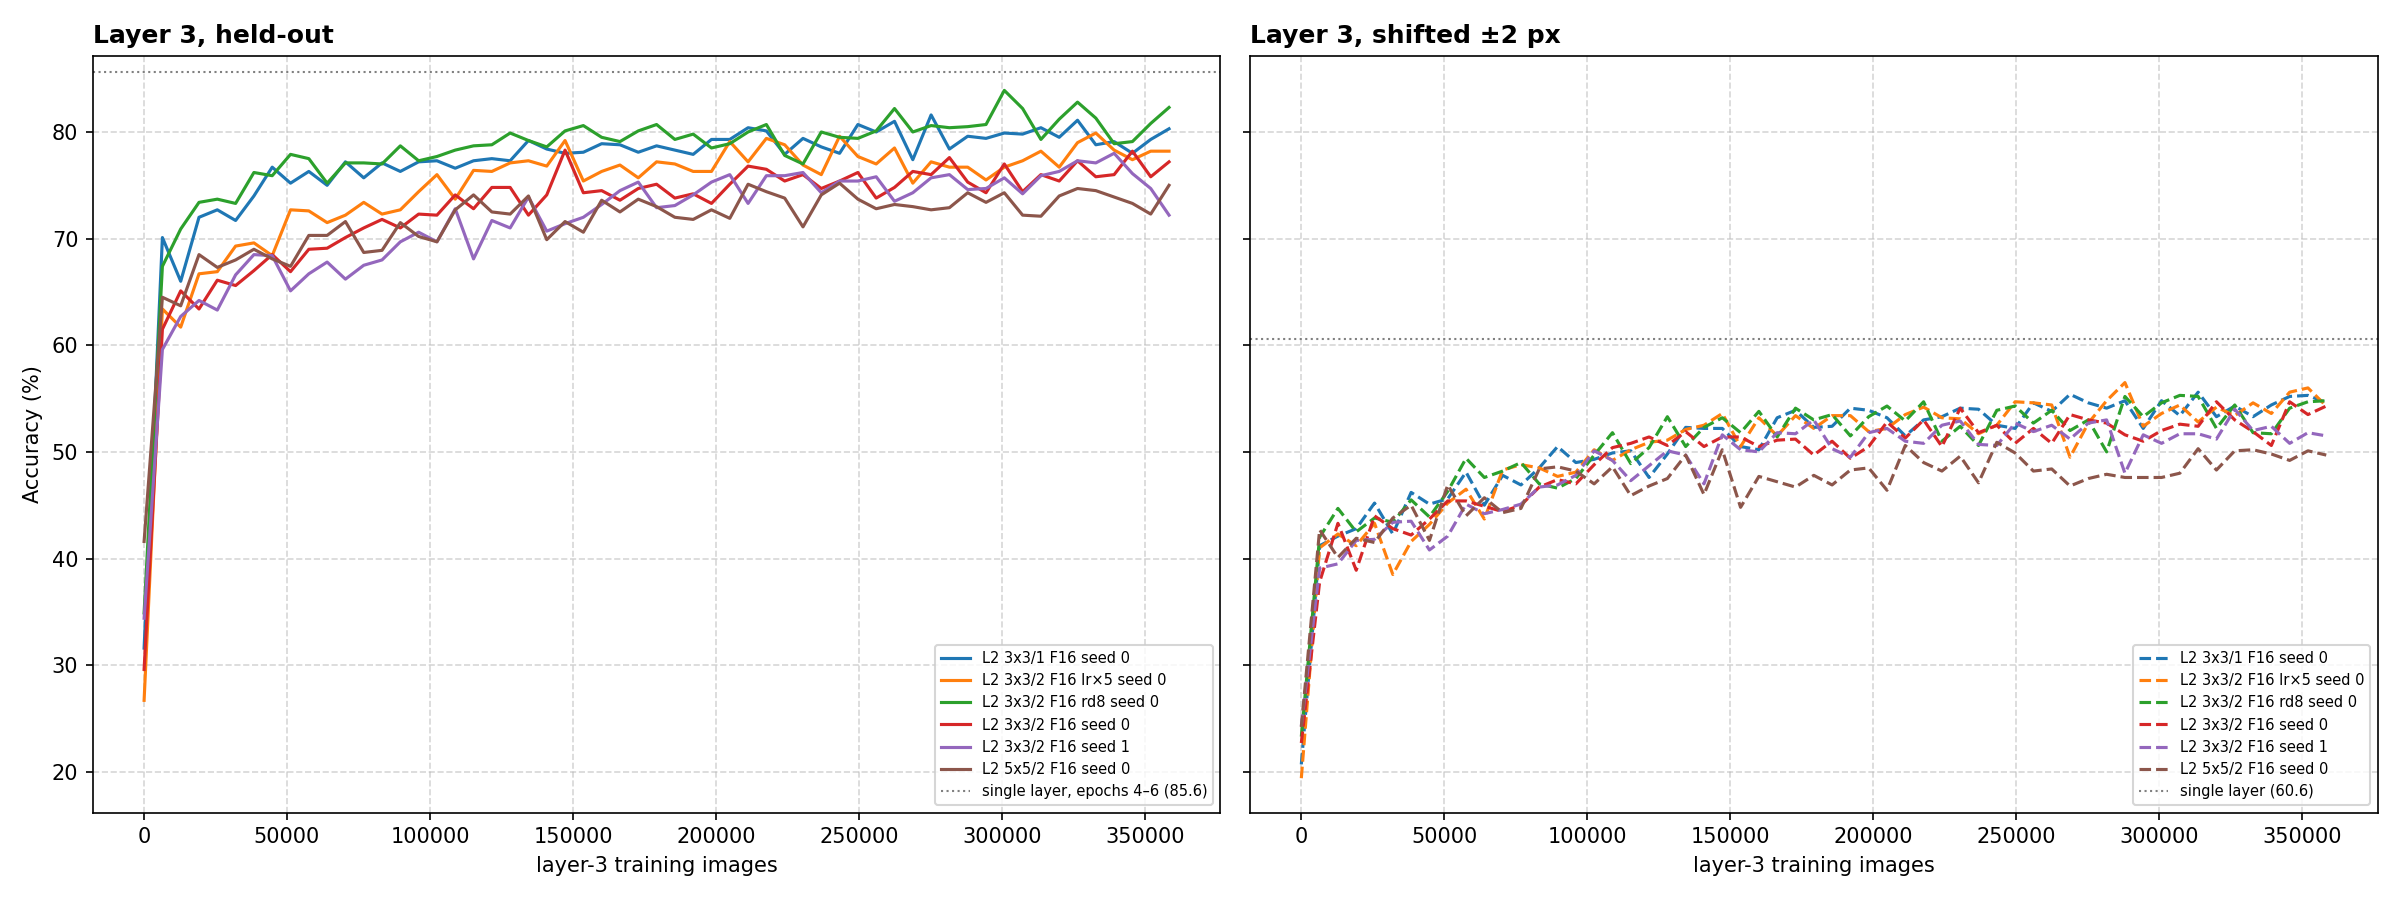 Layer 3, held-out
Accuracy (%)
80
70
60
50
40
30
20
L2 3x3/1 F16 seed 0
L2 3x3/2 F16 lr×5 seed 0
L2 3x3/2 F16 rd8 seed 0
L2 3x3/2 F16 seed 0
L2 3x3/2 F16 seed 1
L2 5x5/2 F16 seed 0
single layer, epochs 4–6 (85.6)
0 50000 100000 150000 200000 250000 300000 350000
layer-3 training images
Layer 3, shifted ±2 px
L2 3x3/1 F16 seed 0
L2 3x3/2 F16 lr×5 seed 0
L2 3x3/2 F16 rd8 seed 0
L2 3x3/2 F16 seed 0
L2 3x3/2 F16 seed 1
L2 5x5/2 F16 seed 0
single layer (60.6)
0 50000 100000 150000 200000 250000 300000 350000
layer-3 training images